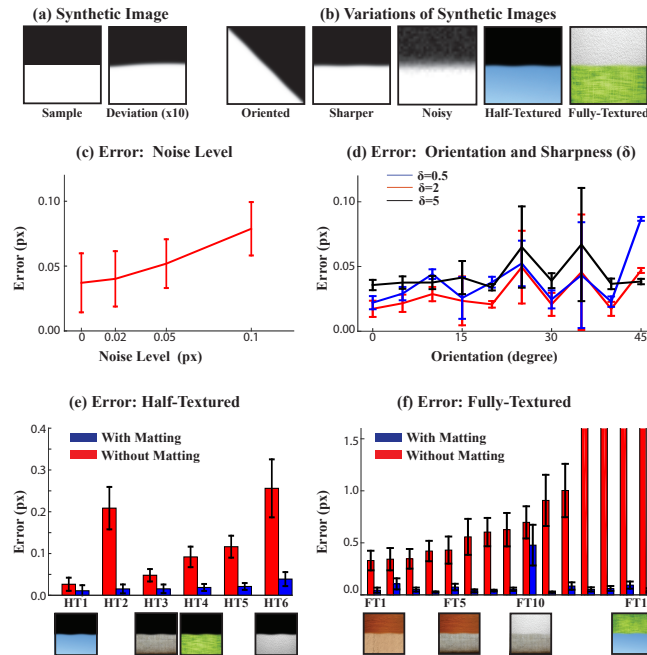 (a) Synthetic Image
(b) Variations of Synthetic Images
Sample
Deviation (x10)
Oriented
Sharper
Noisy
Half-Textured
Fully-Textured
(c) Error: Noise Level
0.10
0.05
0.00
Error (px)
0
0.02
0.05
0.1
Noise Level (px)
(d) Error: Orientation and Sharpness (δ)
δ=0.5
δ=2
δ=5
0.10
0.05
0.00
Error (px)
0
15
30
45
Orientation (degree)
(e) Error: Half-Textured
With Matting
Without Matting
0.4
0.3
0.2
0.1
0.0
Error (px)
HT1
HT2
HT3
HT4
HT5
HT6
(f) Error: Fully-Textured
With Matting
Without Matting
1.5
1.0
0.5
0.0
Error (px)
FT1
FT5
FT10
FT1